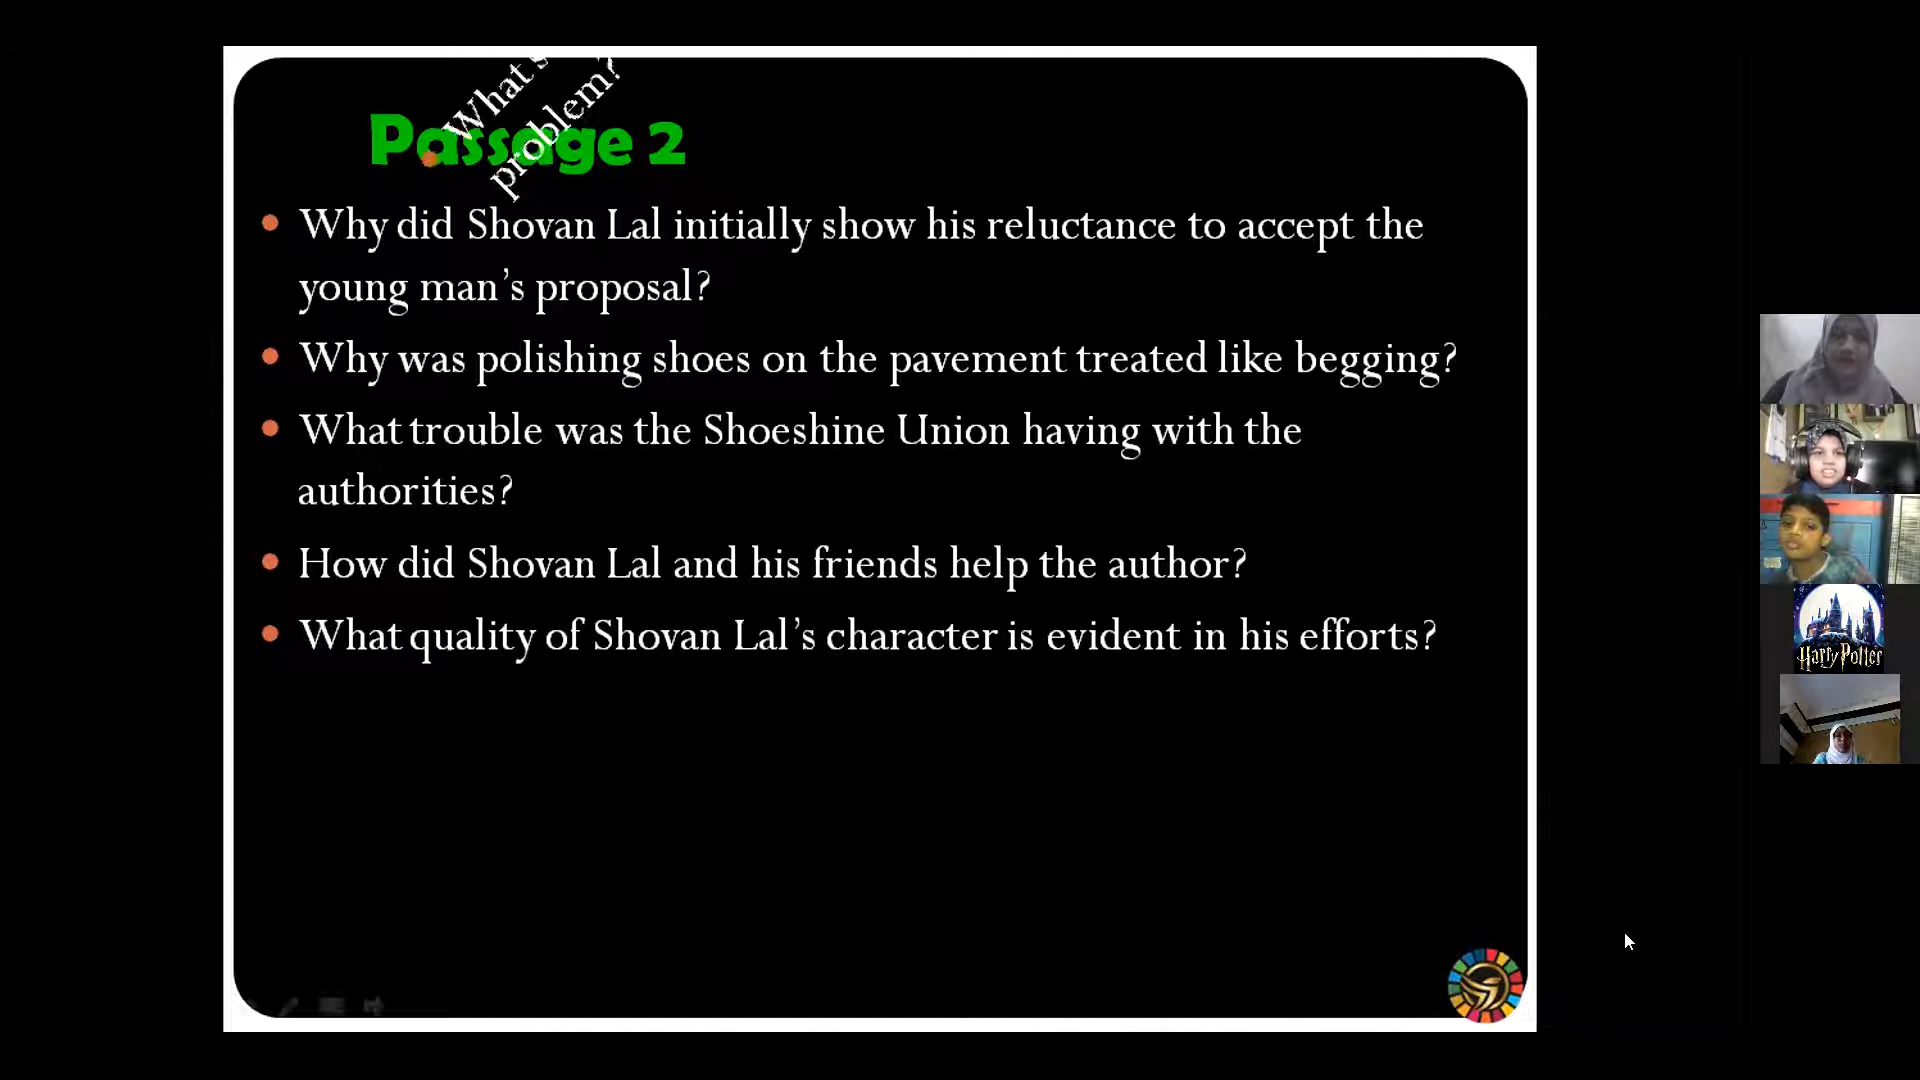 What's
problem?
Passage 2
Why did Shovan Lal initially show his reluctance to accept the
young man's proposal?
Why was polishing shoes on the pavement treated like begging?
What trouble was the Shoeshine Union having with the
authorities?
How did Shovan Lal and his friends help the author?
What quality of Shovan Lal's character is evident in his efforts?
Harry Potter